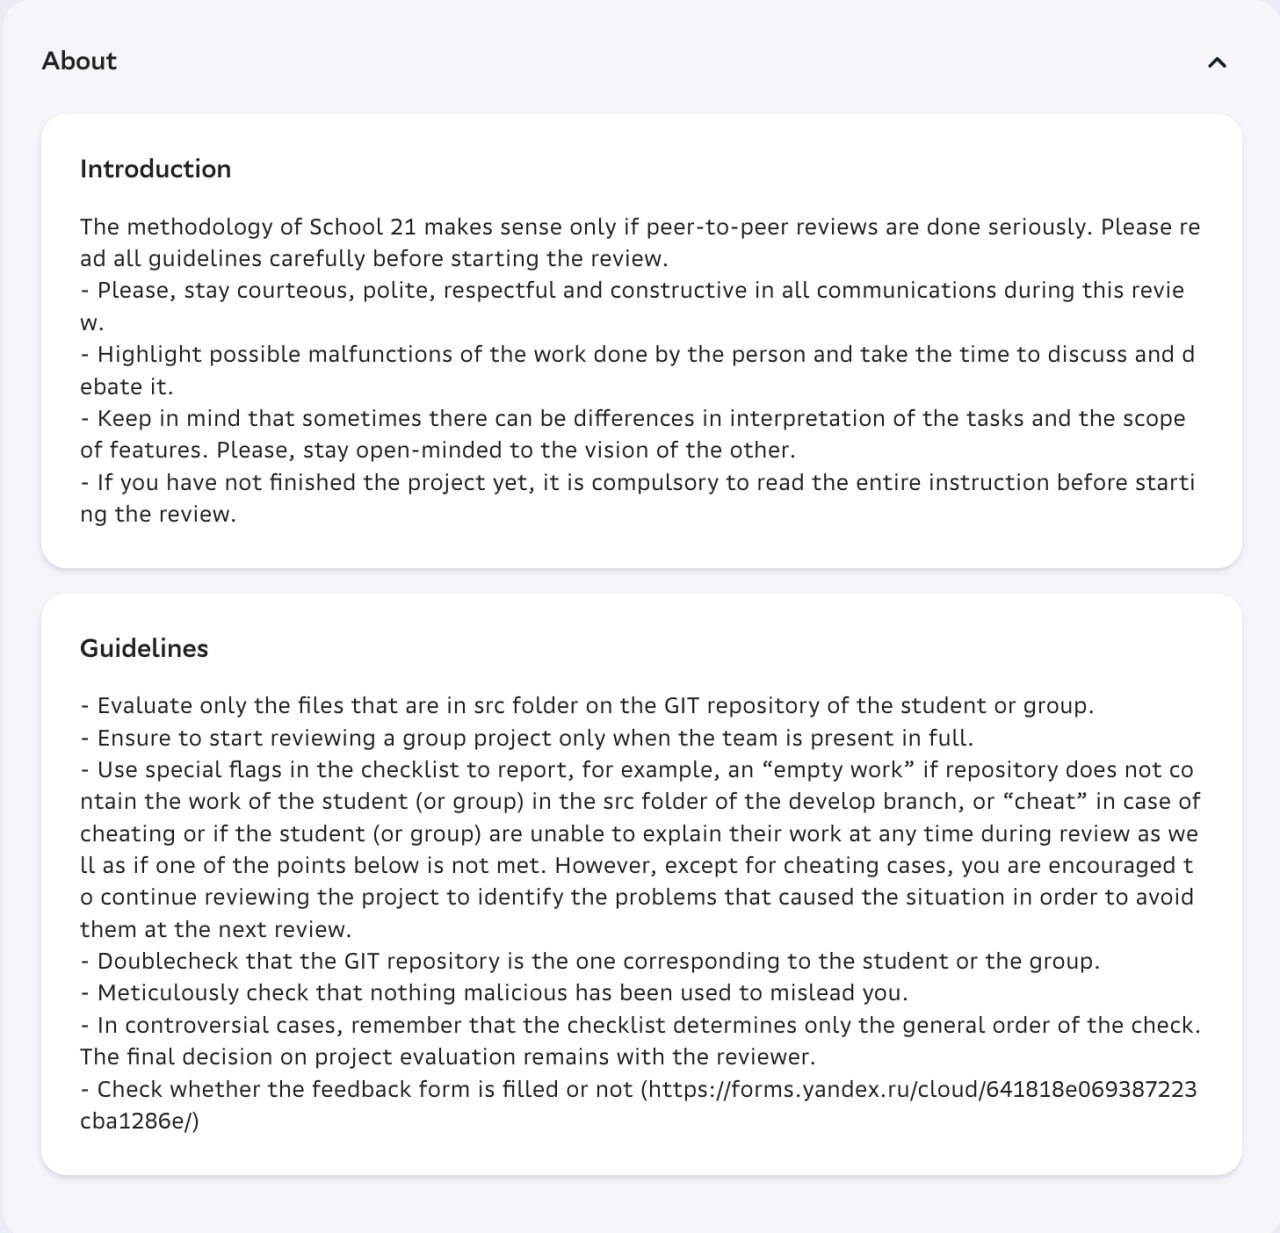 About
Introduction
The methodology of School 21 makes sense only if peer-to-peer reviews are done seriously. Please re
ad all guidelines carefully before starting the review.
- Please, stay courteous, polite, respectful and constructive in all communications during this revie
w.
- Highlight possible malfunctions of the work done by the person and take the time to discuss and d
ebate it.
- Keep in mind that sometimes there can be differences in interpretation of the tasks and the scope
of features. Please, stay open-minded to the vision of the other.
- If you have not finished the project yet, it is compulsory to read the entire instruction before starti
ng the review.
Guidelines
- Evaluate only the files that are in src folder on the GIT repository of the student or group.
- Ensure to start reviewing a group project only when the team is present in full.
- Use special flags in the checklist to report, for example, an “empty work” if repository does not co
ntain the work of the student (or group) in the src folder of the develop branch, or “cheat” in case of
cheating or if the student (or group) are unable to explain their work at any time during review as we
ll as if one of the points below is not met. However, except for cheating cases, you are encouraged t
o continue reviewing the project to identify the problems that caused the situation in order to avoid
them at the next review.
- Doublecheck that the GIT repository is the one corresponding to the student or the group.
- Meticulously check that nothing malicious has been used to mislead you.
- In controversial cases, remember that the checklist determines only the general order of the check.
The final decision on project evaluation remains with the reviewer.
- Check whether the feedback form is filled or not (https://forms.yandex.ru/cloud/641818e069387223
cba1286e/)